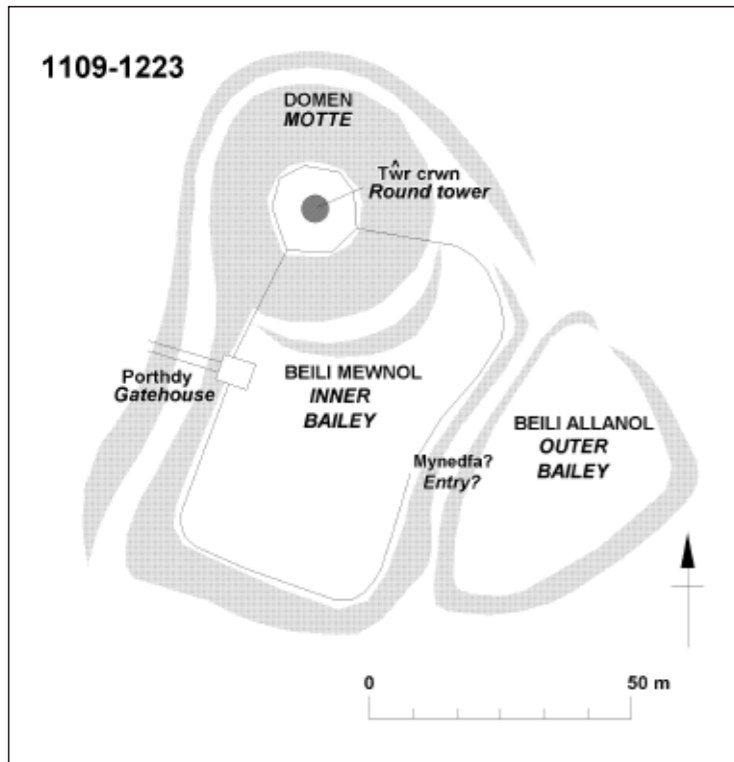 1109-1223
DOMEN
MOTTE
Tŵr crwn
Round tower
Porthdy
Gatehouse
BEILI MEWNOL
INNER
BAILEY
BEILI ALLANOL
OUTER
BAILEY
Mynedfa?
Entry?
0 50 m